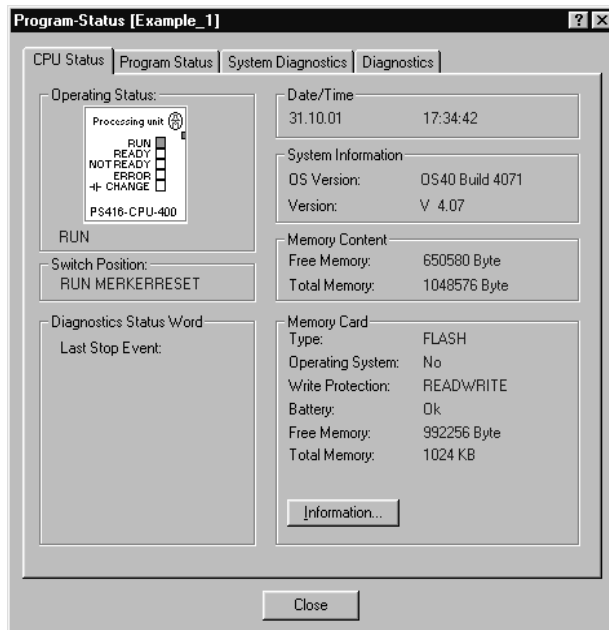 Program-Status [Example_1]
CPU Status
Program Status
System Diagnostics
Diagnostics
Operating Status:
Processing unit
RUN
READY
NOT READY
ERROR
CHANGE
PS416-CPU-400
RUN
Switch Position:
RUN MERKERRESET
Diagnostics Status Word
Last Stop Event:
Date/Time
31.10.01 17:34:42
System Information
OS Version: OS40 Build 4071
Version: V 4.07
Memory Content
Free Memory: 650580 Byte
Total Memory: 1048576 Byte
Memory Card
Type: FLASH
Operating System: No
Write Protection: READWRITE
Battery: Ok
Free Memory: 992256 Byte
Total Memory: 1024 KB
Information...
Close